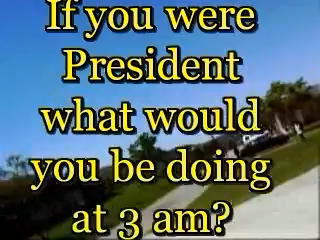 If you were
President
what would
you be doing
at 3 am?